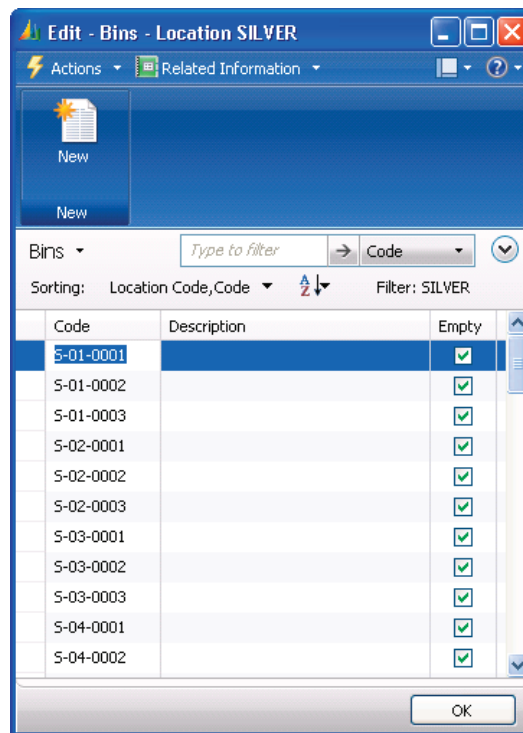 Edit - Bins - Location SILVER
Actions Related Information
New
New
Bins Type to filter Code
Sorting: Location Code,Code Filter: SILVER
Code Description Empty
S-01-0001
S-01-0002
S-01-0003
S-02-0001
S-02-0002
S-02-0003
S-03-0001
S-03-0002
S-03-0003
S-04-0001
S-04-0002
OK